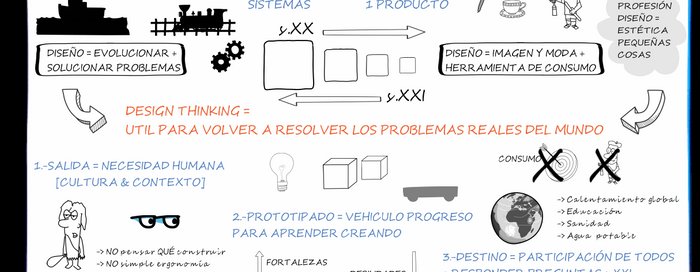 SISTEMAS
1 PRODUCTO
PROFESIÓN
DISEÑO =
ESTÉTICA
PEQUEÑAS
COSAS
s.XX
DISEÑO = EVOLUCIONAR +
SOLUCIONAR PROBLEMAS
DISEÑO = IMAGEN Y MODA +
HERRAMIENTA DE CONSUMO
s.XXI
DESIGN THINKING =
UTIL PARA VOLVER A RESOLVER LOS PROBLEMAS REALES DEL MUNDO
1.-SALIDA = NECESIDAD HUMANA
[CULTURA & CONTEXTO]
CONSUMO
-> Calentamiento global
-> Educación
-> Sanidad
-> Agua potable
2.-PROTOTIPADO = VEHICULO PROGRESO
PARA APRENDER CREANDO
-> NO pensar QUÉ construir
-> NO simple ergonomía
FORTALEZAS
3.-DESTINO = PARTICIPACIÓN DE TODOS